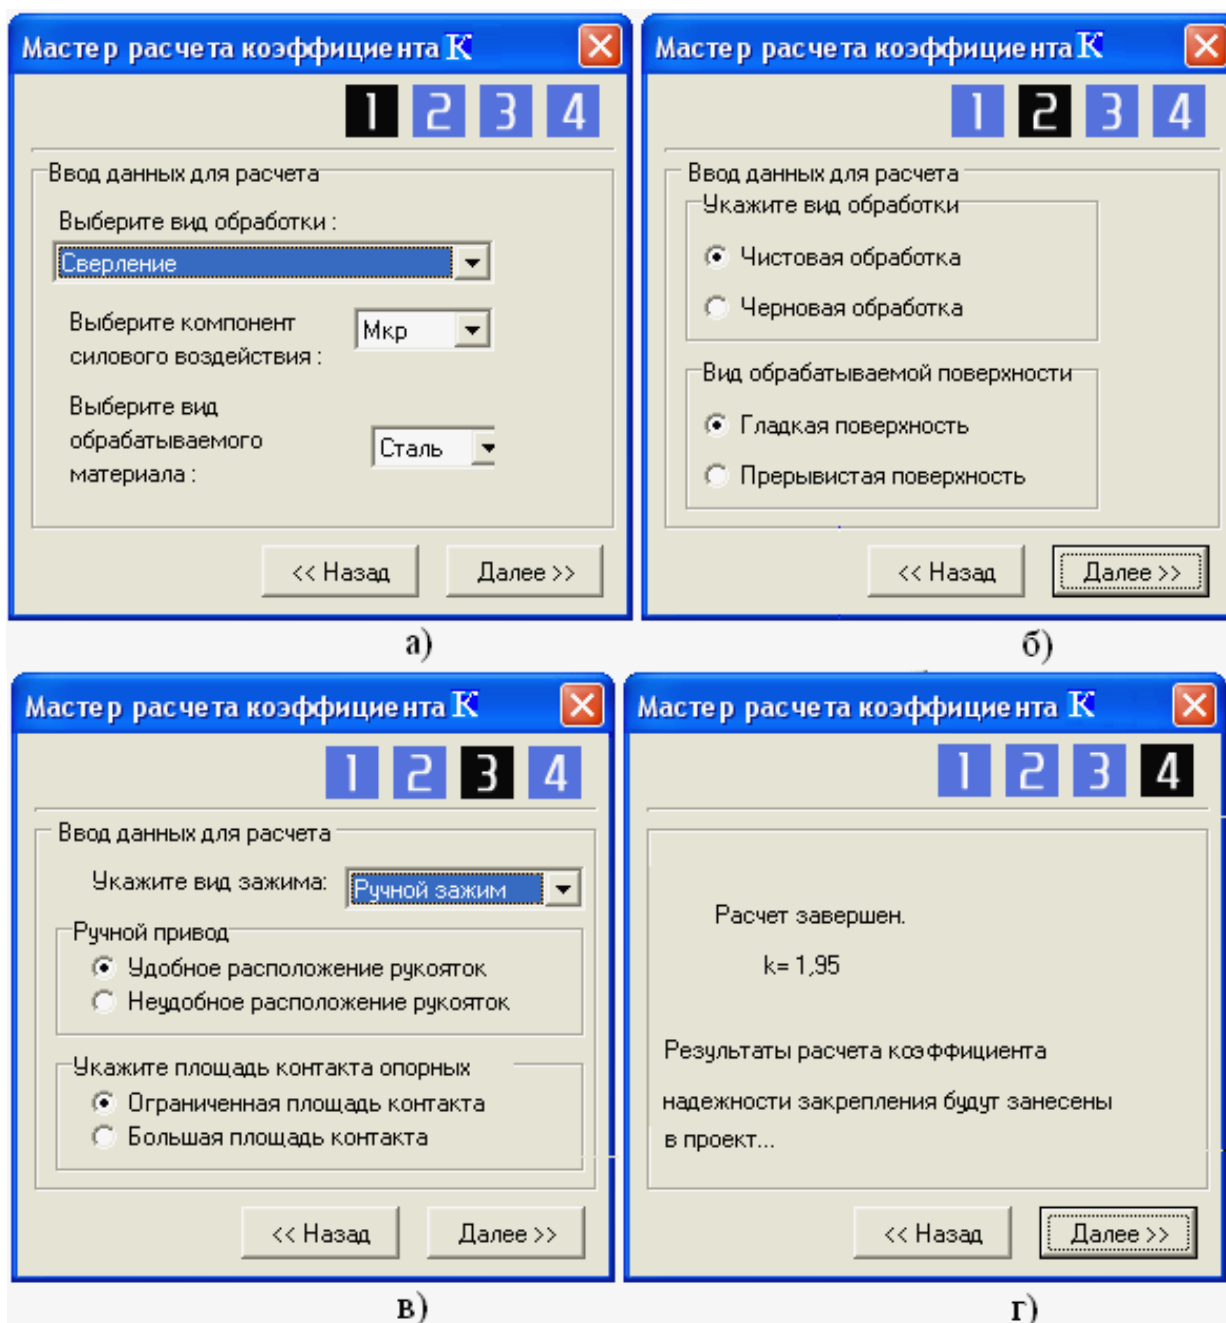 Мастер расчета коэффициента K
1 2 3 4
Ввод данных для расчета
Выберите вид обработки :
Сверление
Выберите компонент
силового воздействия :
Мкр
Выберите вид
обрабатываемого
материала :
Сталь
<< Назад
Далее >>
а)
Мастер расчета коэффициента K
1 2 3 4
Ввод данных для расчета
Укажите вид обработки
Чистовая обработка
Черновая обработка
Вид обрабатываемой поверхности
Гладкая поверхность
Прерывистая поверхность
<< Назад
Далее >>
б)
Мастер расчета коэффициента K
1 2 3 4
Ввод данных для расчета
Укажите вид зажима:
Ручной зажим
Ручной привод
Удобное расположение рукояток
Неудобное расположение рукояток
Укажите площадь контакта опорных
Ограниченная площадь контакта
Большая площадь контакта
<< Назад
Далее >>
в)
Мастер расчета коэффициента K
1 2 3 4
Расчет завершен.
k= 1,95
Результаты расчета коэффициента
надежности закрепления будут занесены
в проект...
<< Назад
Далее >>
г)